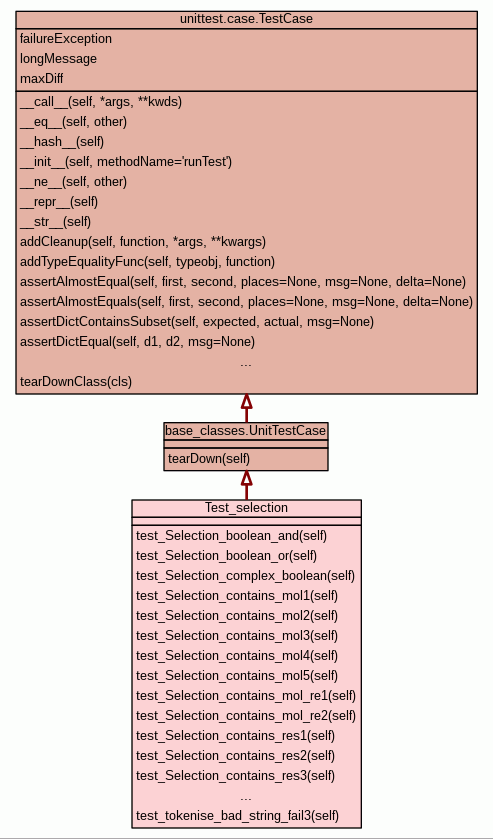 unittest.case.TestCase
failureException
longMessage
maxDiff
__call__(self, *args, **kwds)
__eq__(self, other)
__hash__(self)
__init__(self, methodName='runTest')
__ne__(self, other)
__repr__(self)
__str__(self)
addCleanup(self, function, *args, **kwargs)
addTypeEqualityFunc(self, typeobj, function)
assertAlmostEqual(self, first, second, places=None, msg=None, delta=None)
assertAlmostEquals(self, first, second, places=None, msg=None, delta=None)
assertDictContainsSubset(self, expected, actual, msg=None)
assertDictEqual(self, d1, d2, msg=None)
...
tearDownClass(cls)
base_classes.UnitTestCase
tearDown(self)
Test_selection
test_Selection_boolean_and(self)
test_Selection_boolean_or(self)
test_Selection_complex_boolean(self)
test_Selection_contains_mol1(self)
test_Selection_contains_mol2(self)
test_Selection_contains_mol3(self)
test_Selection_contains_mol4(self)
test_Selection_contains_mol5(self)
test_Selection_contains_mol_re1(self)
test_Selection_contains_mol_re2(self)
test_Selection_contains_res1(self)
test_Selection_contains_res2(self)
test_Selection_contains_res3(self)
...
test_tokenise_bad_string_fail3(self)